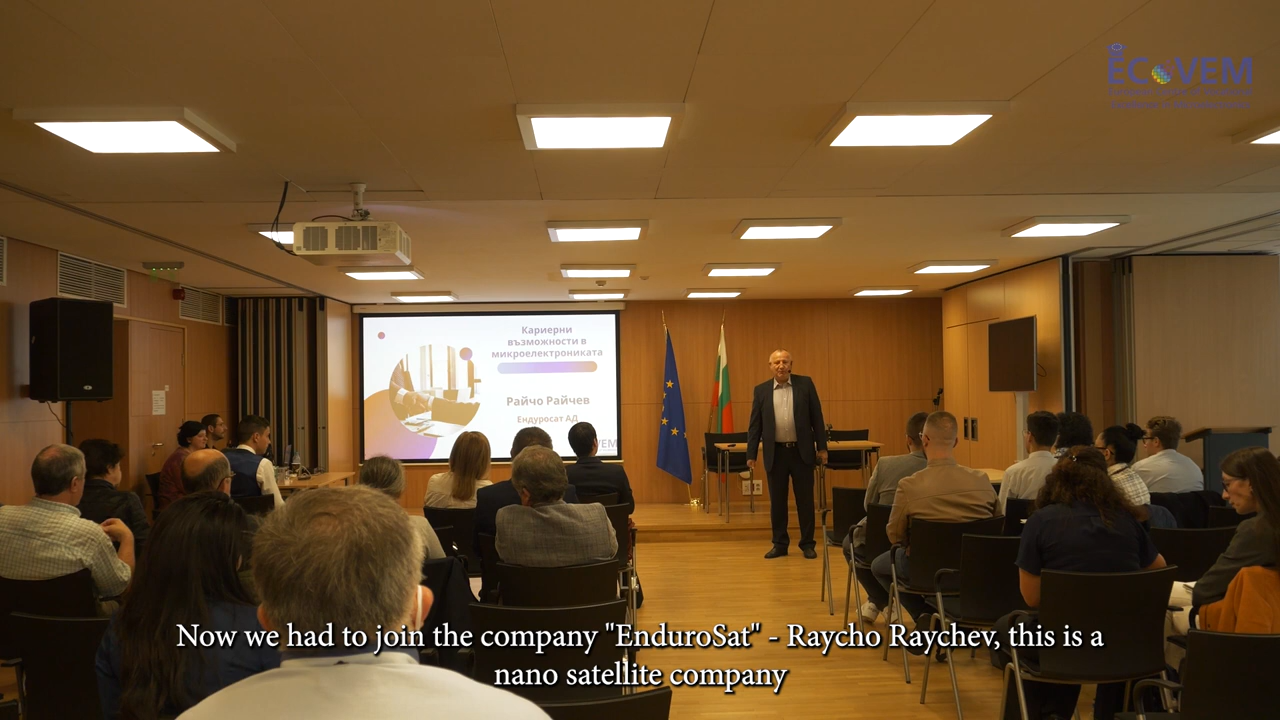 ECOVEM
Кариерни
възможности в
микроелектрониката
Райчо Райчев
Ендуросат АД
VEM
Now we had to join the company "EnduroSat" - Raycho Raychev, this is a
nano satellite company